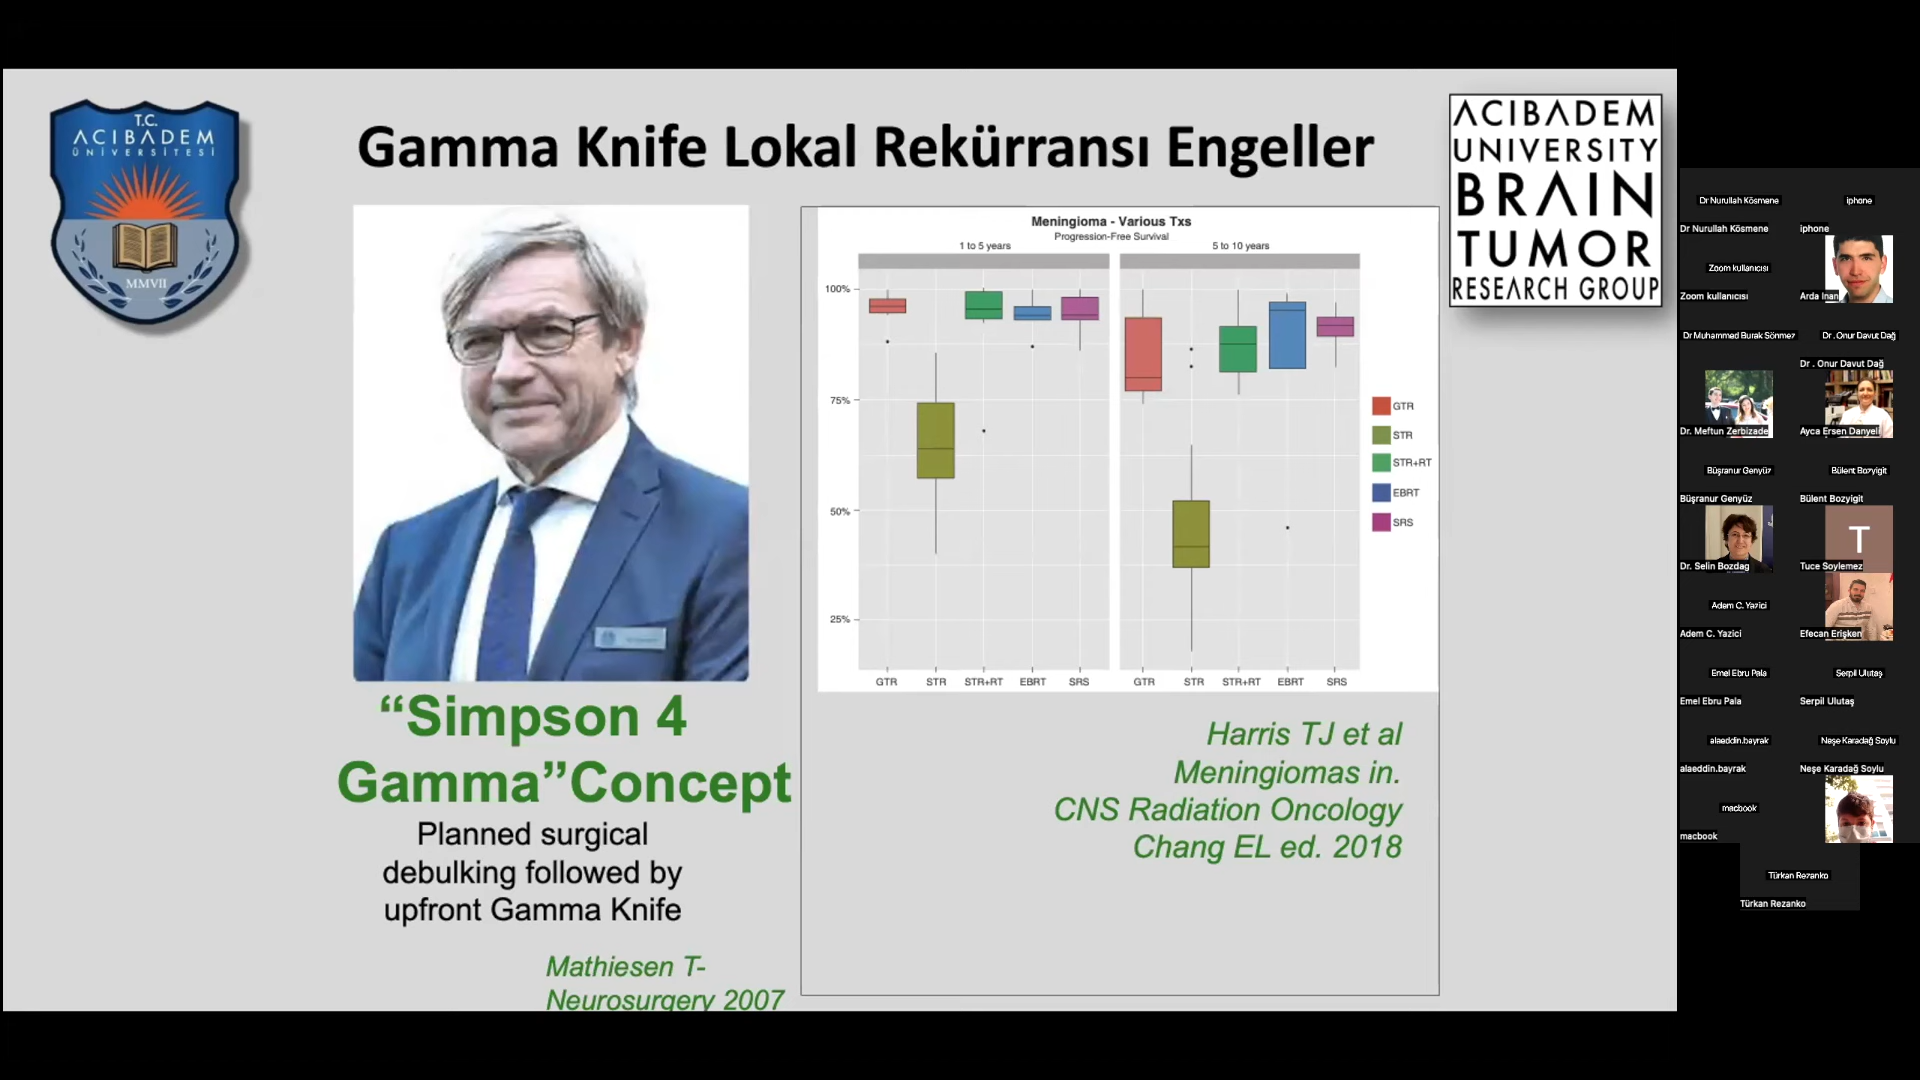 T.C.
ACIBADEM
ÜNİVERSİTESİ
MMVII
Gamma Knife Lokal Rekürransı Engeller
ACIBADEM
UNIVERSITY
BRAIN
TUMOR
RESEARCH GROUP
Meningioma - Various Txs
Progression-Free Survival
1 to 5 years
5 to 10 years
100%
75%
50%
25%
GTR
STR
STR+RT
EBRT
SRS
GTR
STR
STR+RT
EBRT
SRS
GTR
STR
STR+RT
EBRT
SRS
“Simpson 4
Gamma”Concept
Planned surgical
debulking followed by
upfront Gamma Knife
Mathiesen T-
Neurosurgery 2007
Harris TJ et al
Meningiomas in.
CNS Radiation Oncology
Chang EL ed. 2018
Dr Nurullah Kösmene
iphone
Dr Nurullah Kösmene
iphone
Zoom kullanıcısı
Zoom kullanıcısı
Arda Inan
Dr Muhammed Burak Sönmez
Dr . Onur Davut Dağ
Dr . Onur Davut Dağ
Dr. Meftun Zerbizade
Ayca Ersen Danyeli
Büşranur Genyüz
Bülent Bozyigit
Büşranur Genyüz
Bülent Bozyigit
T
Dr. Selin Bozdag
Tuce Soylemez
Adem C. Yazici
Adem C. Yazici
Efecan Erişken
Emel Ebru Pala
Serpil Ulutaş
Emel Ebru Pala
Serpil Ulutaş
alaeddin.bayrak
Neşe Karadağ Soylu
alaeddin.bayrak
Neşe Karadağ Soylu
macbook
macbook
Türkan Rezanko
Türkan Rezanko